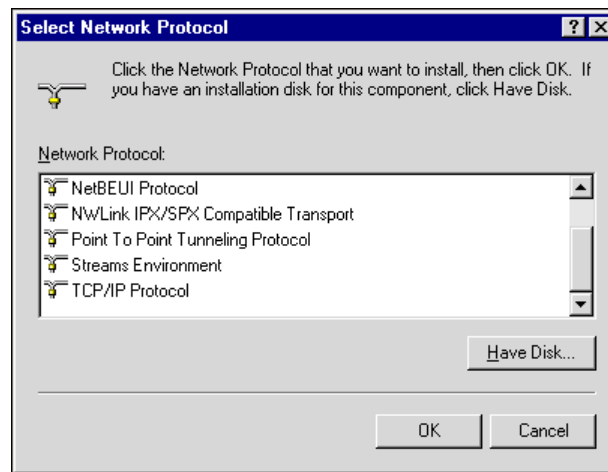 Select Network Protocol
Click the Network Protocol that you want to install, then click OK. If
you have an installation disk for this component, click Have Disk.
Network Protocol:
NetBEUI Protocol
NWLink IPX/SPX Compatible Transport
Point To Point Tunneling Protocol
Streams Environment
TCP/IP Protocol
Have Disk...
OK Cancel